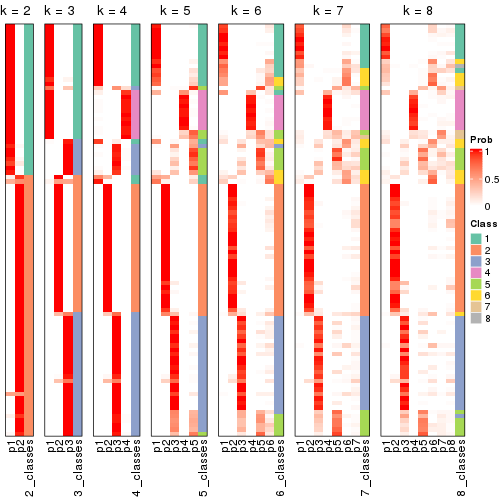 k = 2
k = 3
k = 4
k = 5
k = 6
k = 7
k = 8
Prob
1
0.5
0
Class
1
2
3
4
5
6
7
8
p1
p2
2_classes
p1
p2
p3
3_classes
p1
p2
p3
p4
4_classes
p1
p2
p3
p4
p5
5_classes
p1
p2
p3
p4
p5
p6
6_classes
p1
p2
p3
p4
p5
p6
p7
7_classes
p1
p2
p3
p4
p5
p6
p7
p8
8_classes